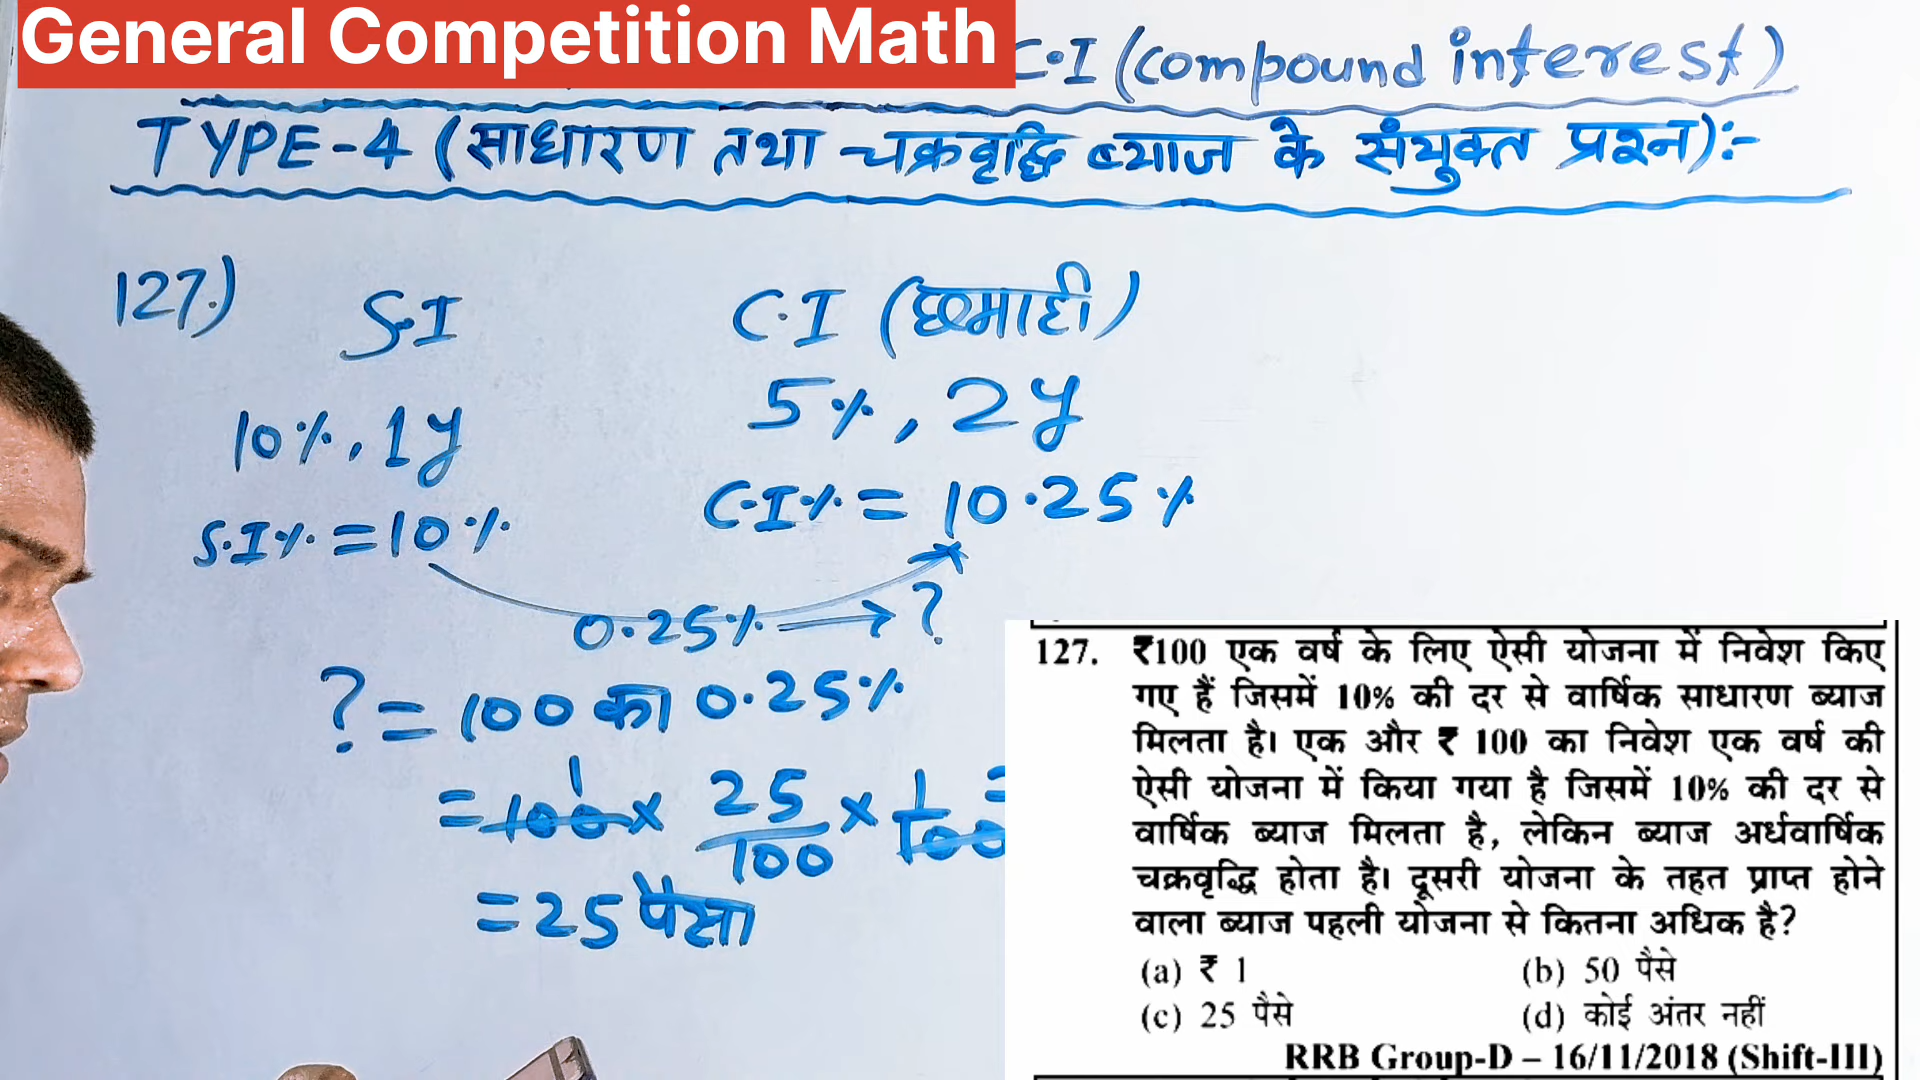 General Competition Math
C.I (compound interest)
TYPE-4 (साधारण तथा चक्रवृद्धि ब्याज के संयुक्त प्रश्न):-
127.)
S.I
C.I (छमाही)
10%, 1y
5%, 2y
S.I% = 10%
C.I% = 10.25%
0.25% → ?
? = 100 का 0.25%
= 100 × 25/100 × 1/100 =
1
= 25 पैसा
127. ₹100 एक वर्ष के लिए ऐसी योजना में निवेश किए
गए हैं जिसमें 10% की दर से वार्षिक साधारण ब्याज
मिलता है। एक और ₹ 100 का निवेश एक वर्ष की
ऐसी योजना में किया गया है जिसमें 10% की दर से
वार्षिक ब्याज मिलता है, लेकिन ब्याज अर्धवार्षिक
चक्रवृद्धि होता है। दूसरी योजना के तहत प्राप्त होने
वाला ब्याज पहली योजना से कितना अधिक है?
(a) ₹ 1 (b) 50 पैसे
(c) 25 पैसे (d) कोई अंतर नहीं
RRB Group-D – 16/11/2018 (Shift-III)